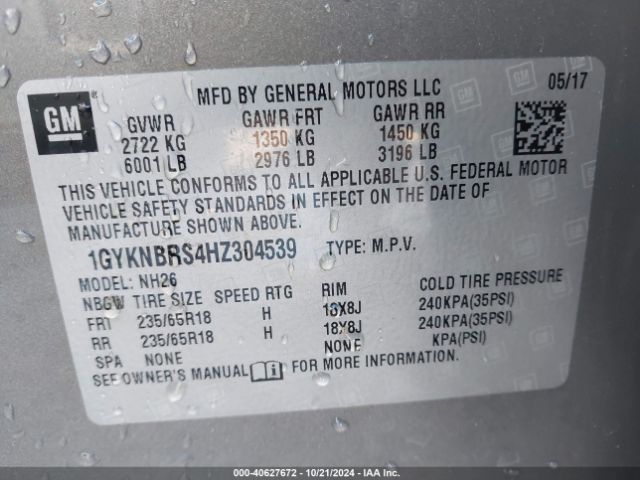 GM
MFD BY GENERAL MOTORS LLC 05/17
GVWR GAWR FRT GAWR RR
2722 KG 1350 KG 1450 KG
6001 LB 2976 LB 3196 LB
THIS VEHICLE CONFORMS TO ALL APPLICABLE U.S. FEDERAL MOTOR
VEHICLE SAFETY STANDARDS IN EFFECT ON THE DATE OF
MANUFACTURE SHOWN ABOVE.
1GYKNBRS4HZ304539 TYPE: M.P.V.
MODEL: NH26
NBGW TIRE SIZE SPEED RTG RIM COLD TIRE PRESSURE
FRT 235/65R18 H 18X8J 240KPA(35PSI)
RR 235/65R18 H 18X8J 240KPA(35PSI)
SPA NONE NONE KPA(PSI)
SEE OWNER'S MANUAL FOR MORE INFORMATION.
000-40627672 - 10/21/2024 - IAA Inc.